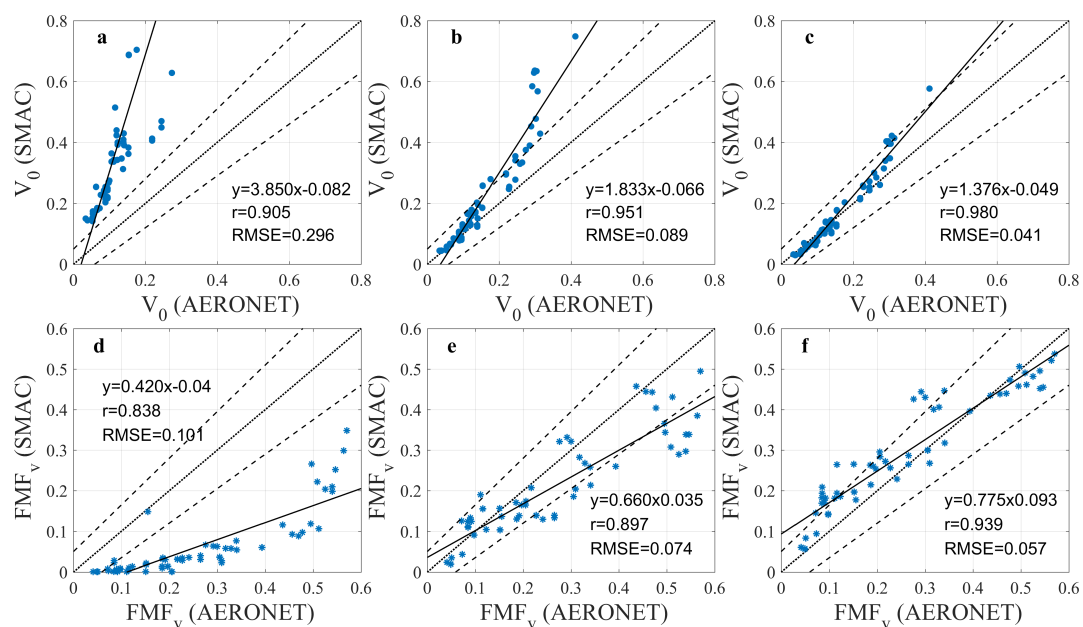 a
0.8
0.6
0.4
0.2
0
V0 (SMAC)
y=3.850x-0.082
r=0.905
RMSE=0.296
0 0.2 0.4 0.6 0.8
V0 (AERONET)
b
0.8
0.6
0.4
0.2
0
V0 (SMAC)
y=1.833x-0.066
r=0.951
RMSE=0.089
0 0.2 0.4 0.6 0.8
V0 (AERONET)
c
0.8
0.6
0.4
0.2
0
V0 (SMAC)
y=1.376x-0.049
r=0.980
RMSE=0.041
0 0.2 0.4 0.6 0.8
V0 (AERONET)
d
0.6
0.5
0.4
0.3
0.2
0.1
0
FMFv (SMAC)
y=0.420x-0.04
r=0.838
RMSE=0.101
0 0.1 0.2 0.3 0.4 0.5 0.6
FMFv (AERONET)
e
0.6
0.5
0.4
0.3
0.2
0.1
0
FMFv (SMAC)
y=0.660x0.035
r=0.897
RMSE=0.074
0 0.1 0.2 0.3 0.4 0.5 0.6
FMFv (AERONET)
f
0.6
0.5
0.4
0.3
0.2
0.1
0
FMFv (SMAC)
y=0.775x0.093
r=0.939
RMSE=0.057
0 0.1 0.2 0.3 0.4 0.5 0.6
FMFv (AERONET)